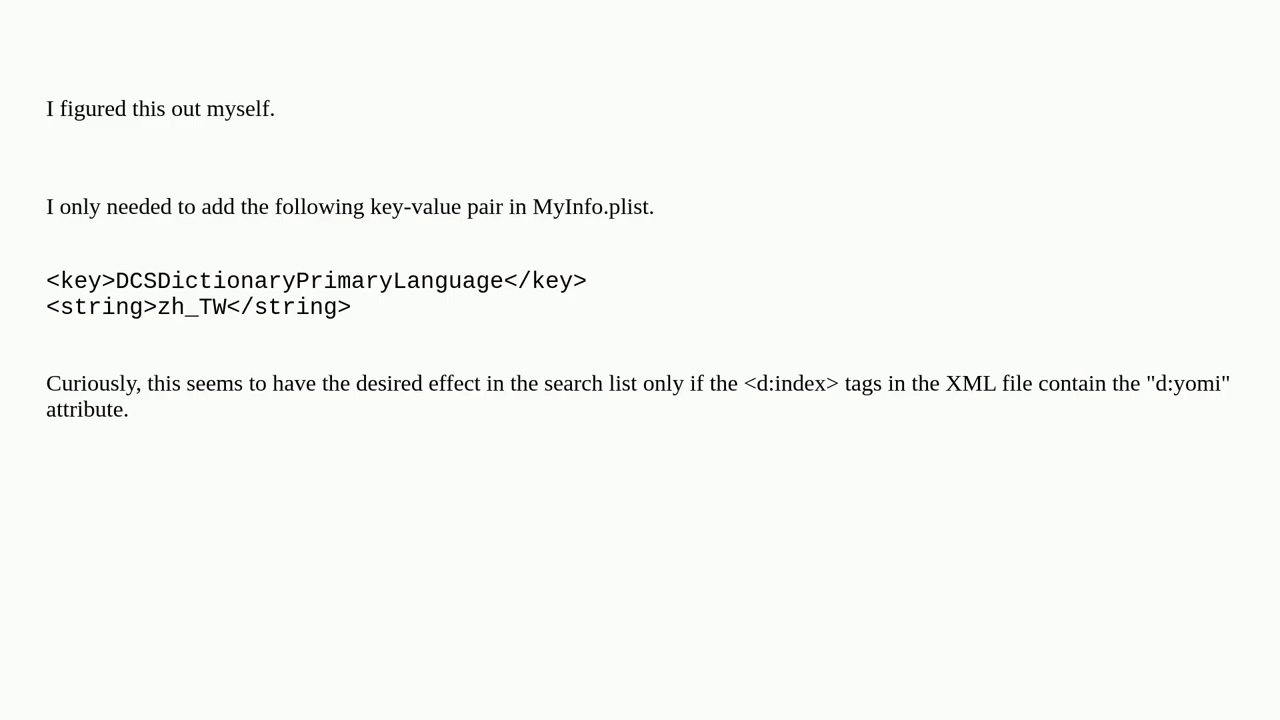 I figured this out myself.
I only needed to add the following key-value pair in MyInfo.plist.
<key>DCSDictionaryPrimaryLanguage</key>
<string>zh_TW</string>
Curiously, this seems to have the desired effect in the search list only if the <d:index> tags in the XML file contain the "d:yomi"
attribute.